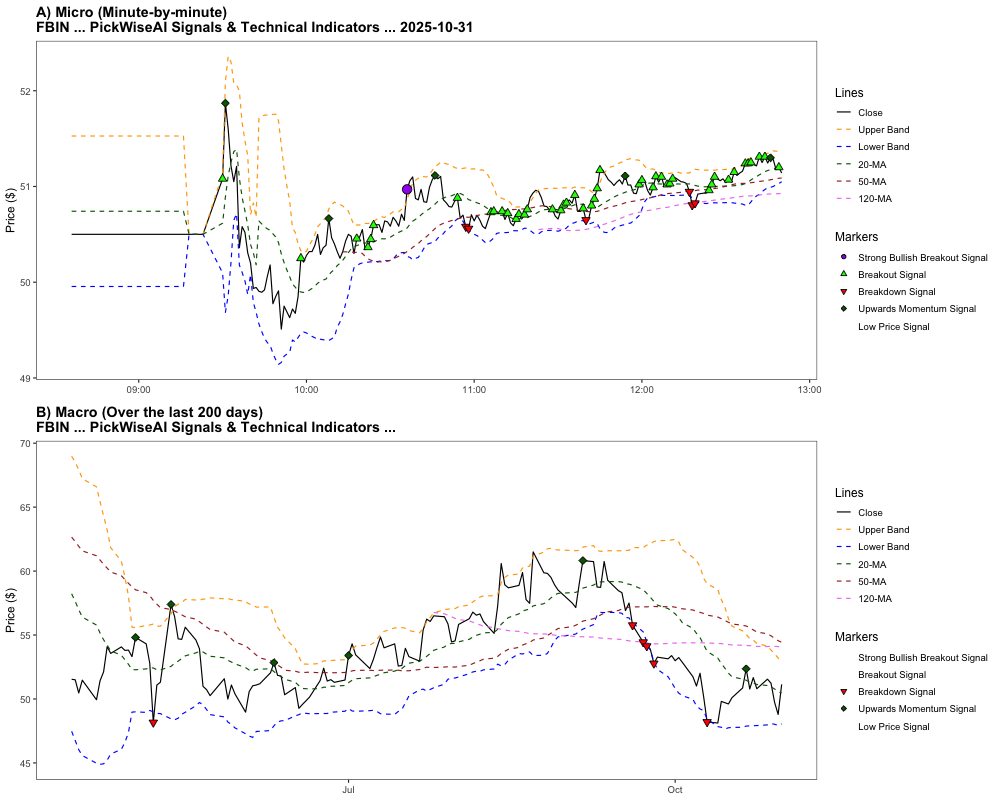 A) Micro (Minute-by-minute)
FBIN ... PickWiseAI Signals & Technical Indicators ... 2025-10-31
Price ($)
52
51
50
49
09:00
10:00
11:00
12:00
13:00
Lines
Close
Upper Band
Lower Band
20-MA
50-MA
120-MA
Markers
Strong Bullish Breakout Signal
Breakout Signal
Breakdown Signal
Upwards Momentum Signal
Low Price Signal
B) Macro (Over the last 200 days)
FBIN ... PickWiseAI Signals & Technical Indicators ...
Price ($)
70
65
60
55
50
45
Jul
Oct
Lines
Close
Upper Band
Lower Band
20-MA
50-MA
120-MA
Markers
Strong Bullish Breakout Signal
Breakout Signal
Breakdown Signal
Upwards Momentum Signal
Low Price Signal